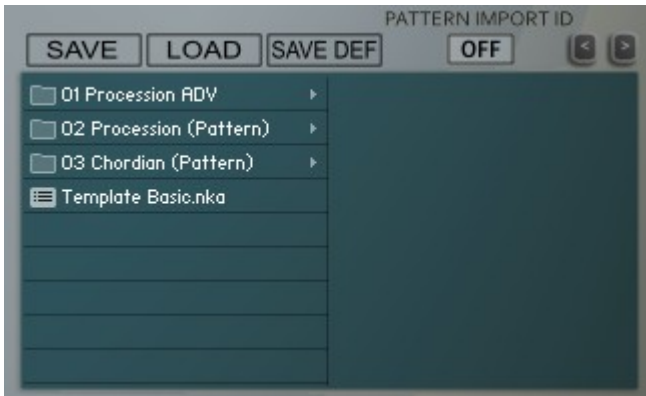 PATTERN IMPORT ID
SAVE LOAD SAVE DEF OFF < >
01 Procession ADV
02 Procession (Pattern)
03 Chordian (Pattern)
Template Basic.nka